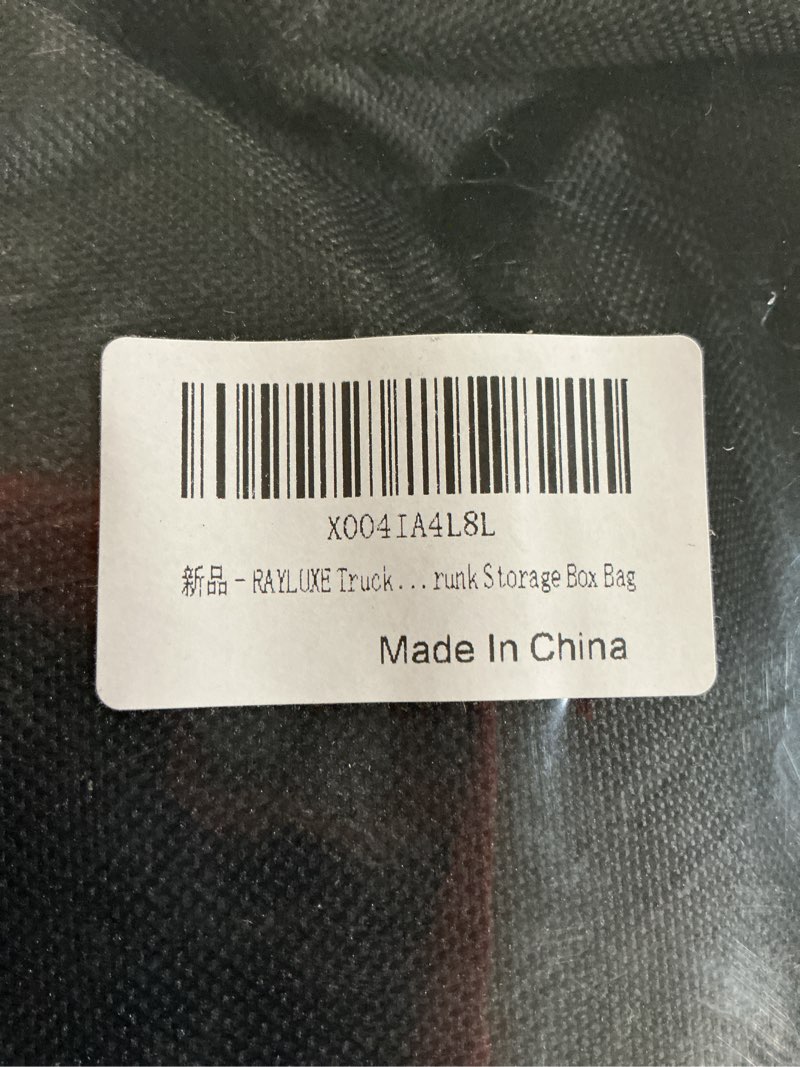 X004IA4L8L
新品 - RAYLUXE Truck...runk Storage Box Bag
Made In China